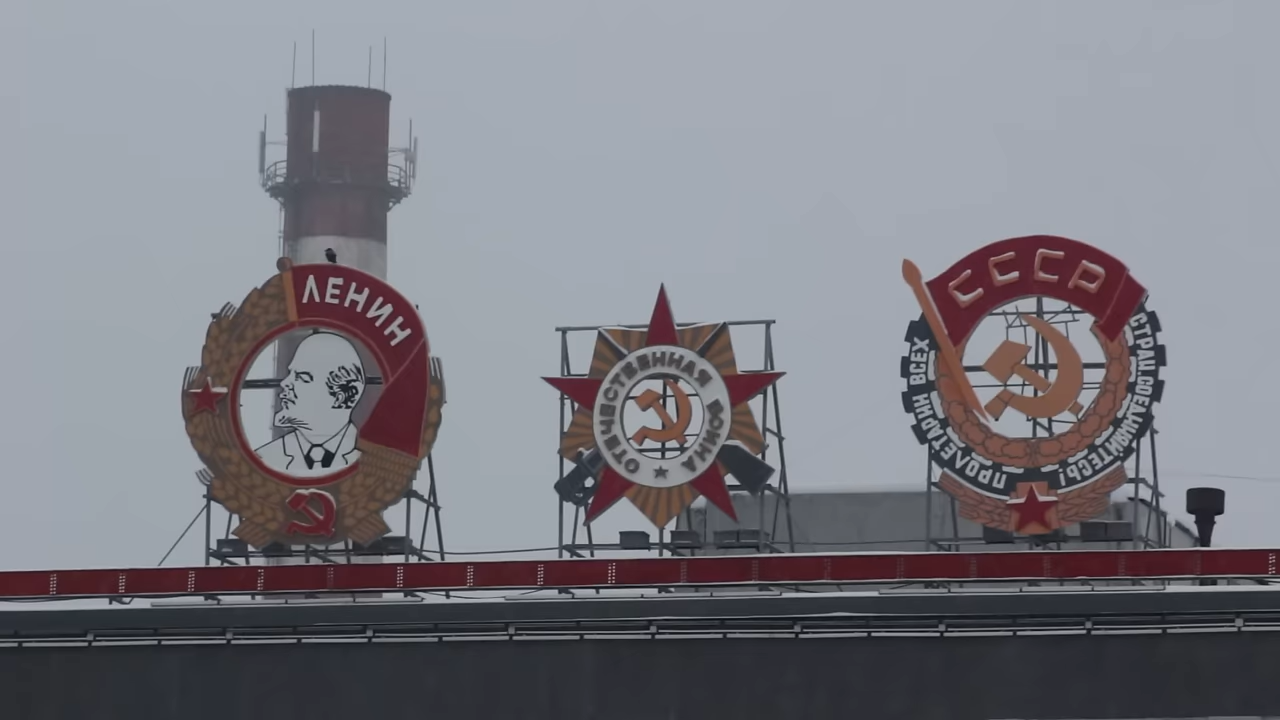 ЛЕНИН
ОТЕЧЕСТВЕННАЯ ВОЙНА
СССР
ПРОЛЕТАРИИ ВСЕХ СТРАН, СОЕДИНЯЙТЕСЬ!